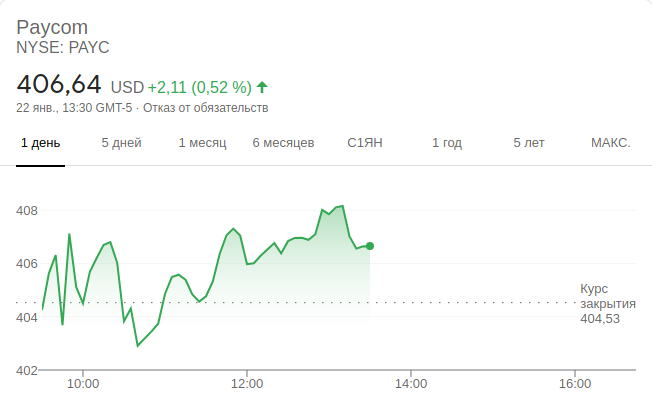 Paycom
NYSE: PAYC
406,64 USD +2,11 (0,52 %)
22 янв., 13:30 GMT-5 · Отказ от обязательств
1 день 5 дней 1 месяц 6 месяцев С1ЯН 1 год 5 лет МАКС.
408
406
404
402
Курс
закрытия
404,53
10:00 12:00 14:00 16:00